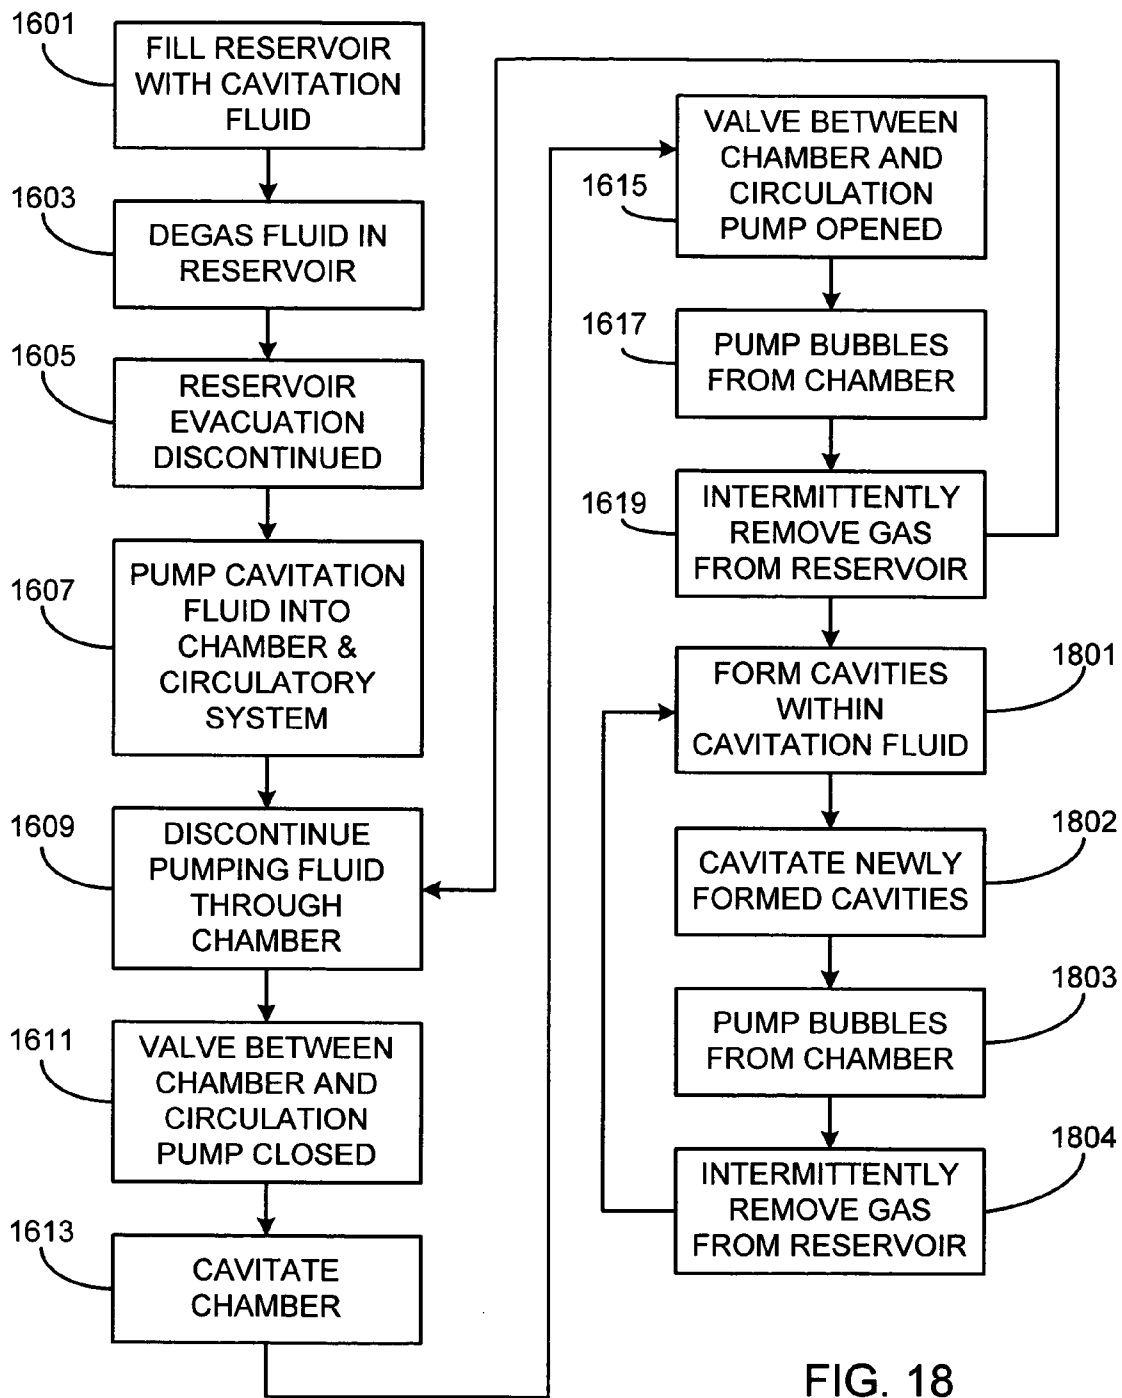 1601
FILL RESERVOIR
WITH CAVITATION
FLUID
1603
DEGAS FLUID IN
RESERVOIR
1605
RESERVOIR
EVACUATION
DISCONTINUED
1607
PUMP CAVITATION
FLUID INTO
CHAMBER &
CIRCULATORY
SYSTEM
1609
DISCONTINUE
PUMPING FLUID
THROUGH
CHAMBER
1611
VALVE BETWEEN
CHAMBER AND
CIRCULATION
PUMP CLOSED
1613
CAVITATE
CHAMBER
1615
VALVE BETWEEN
CHAMBER AND
CIRCULATION
PUMP OPENED
1617
PUMP BUBBLES
FROM CHAMBER
1619
INTERMITTENTLY
REMOVE GAS
FROM RESERVOIR
1801
FORM CAVITIES
WITHIN
CAVITATION FLUID
1802
CAVITATE NEWLY
FORMED CAVITIES
1803
PUMP BUBBLES
FROM CHAMBER
1804
INTERMITTENTLY
REMOVE GAS
FROM RESERVOIR
FIG. 18